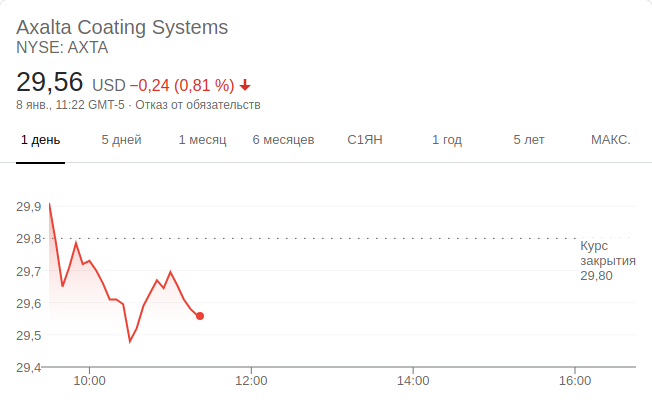 Axalta Coating Systems
NYSE: AXTA
29,56 USD −0,24 (0,81 %)
8 янв., 11:22 GMT-5 · Отказ от обязательств
1 день 5 дней 1 месяц 6 месяцев С1ЯН 1 год 5 лет МАКС.
29,9
29,8
Курс
закрытия
29,80
29,7
29,6
29,5
29,4
10:00 12:00 14:00 16:00